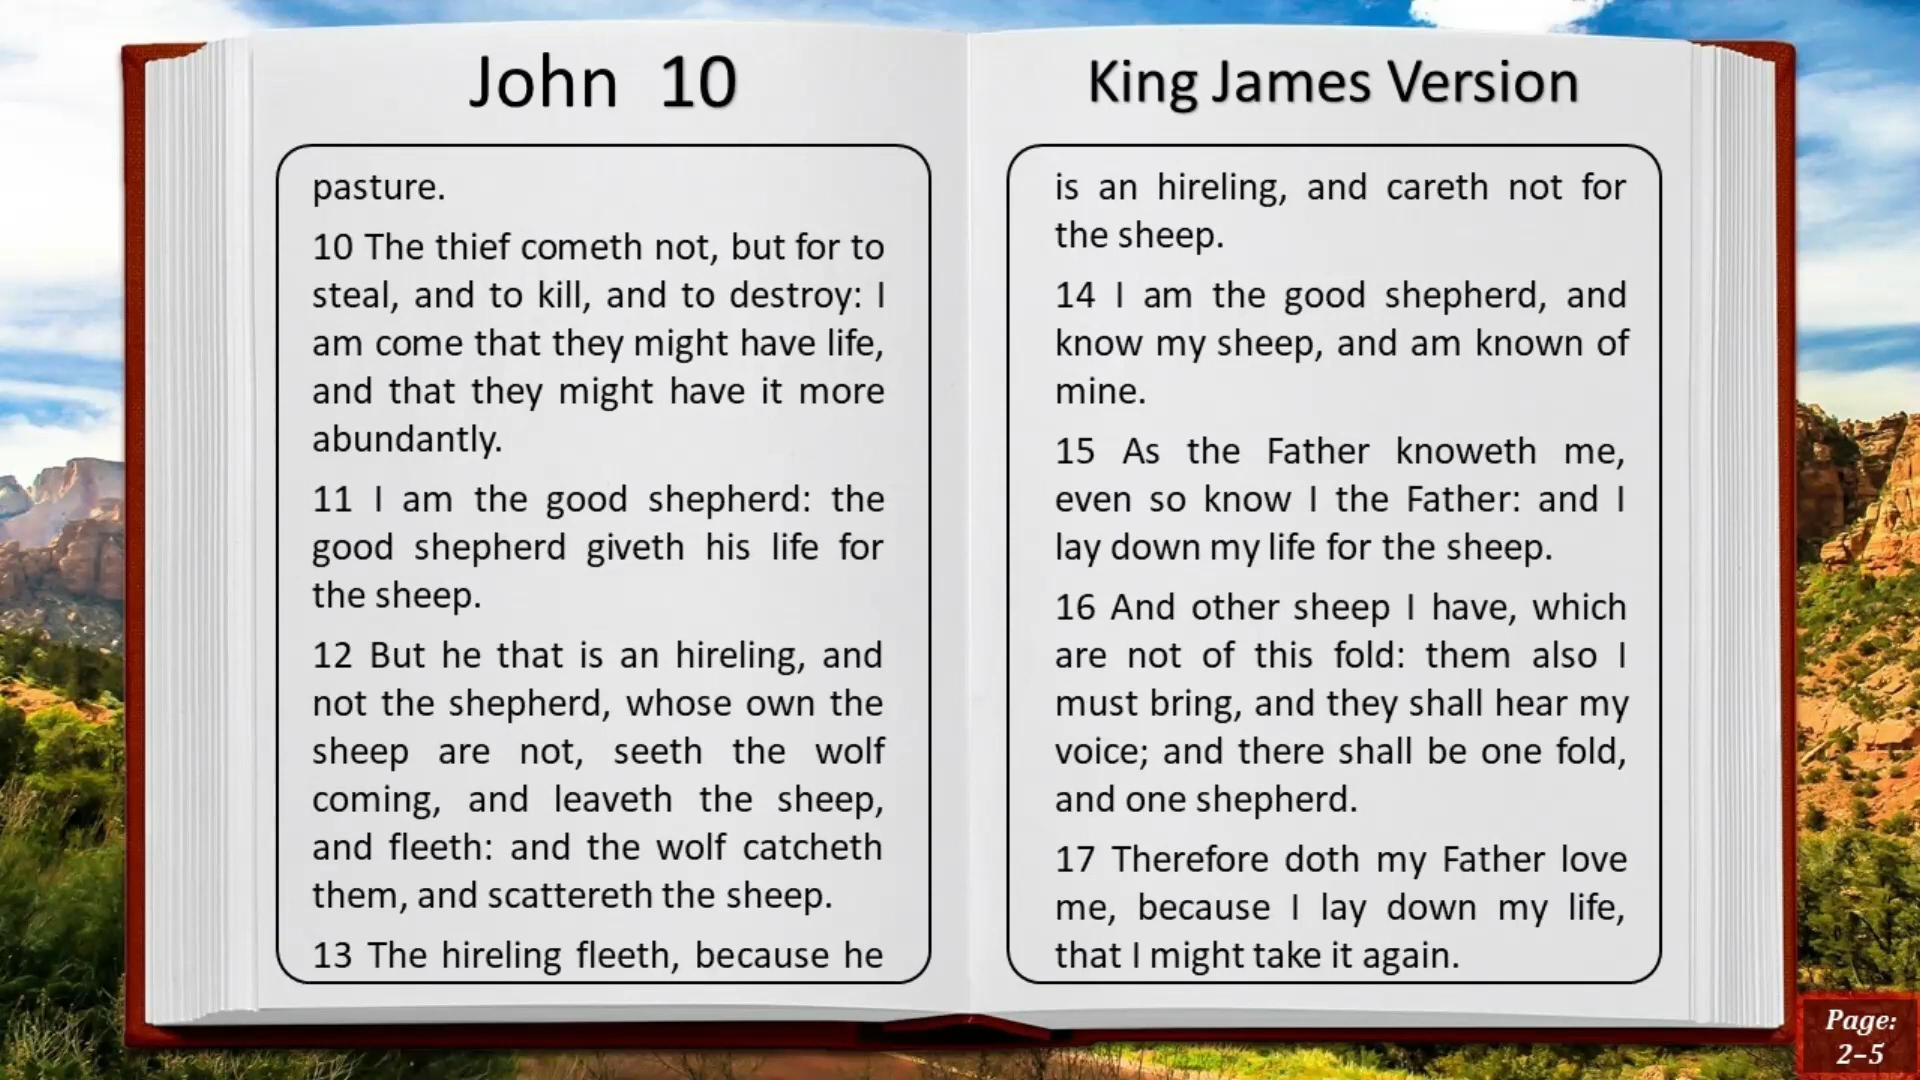 John 10
pasture.
10 The thief cometh not, but for to
steal, and to kill, and to destroy: I
am come that they might have life,
and that they might have it more
abundantly.
11 I am the good shepherd: the
good shepherd giveth his life for
the sheep.
12 But he that is an hireling, and
not the shepherd, whose own the
sheep are not, seeth the wolf
coming, and leaveth the sheep,
and fleeth: and the wolf catcheth
them, and scattereth the sheep.
13 The hireling fleeth, because he
King James Version
is an hireling, and careth not for
the sheep.
14 I am the good shepherd, and
know my sheep, and am known of
mine.
15 As the Father knoweth me,
even so know I the Father: and I
lay down my life for the sheep.
16 And other sheep I have, which
are not of this fold: them also I
must bring, and they shall hear my
voice; and there shall be one fold,
and one shepherd.
17 Therefore doth my Father love
me, because I lay down my life,
that I might take it again.
Page:
2–5